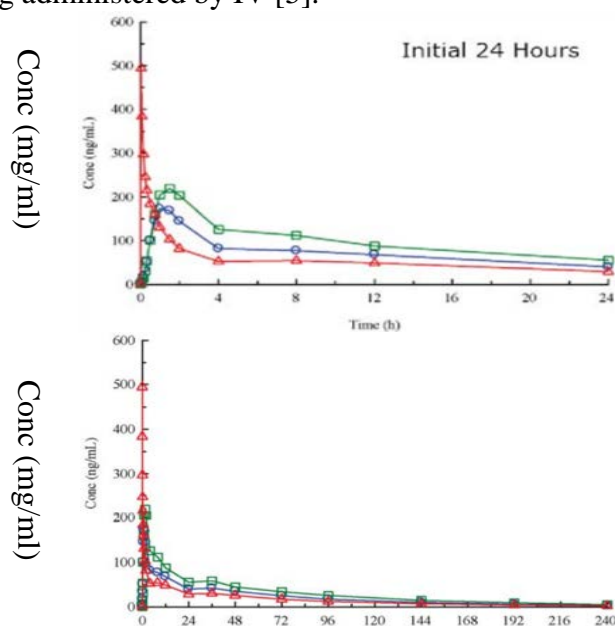 g administered by IV [5].
Conc (mg/ml)
Conc (ng/mL)
600
500
400
300
200
100
0
Initial 24 Hours
0 4 8 12 16 20 24
Time (h)
Conc (mg/ml)
Conc (ng/mL)
600
500
400
300
200
100
0
0 24 48 72 96 120 144 168 192 216 240